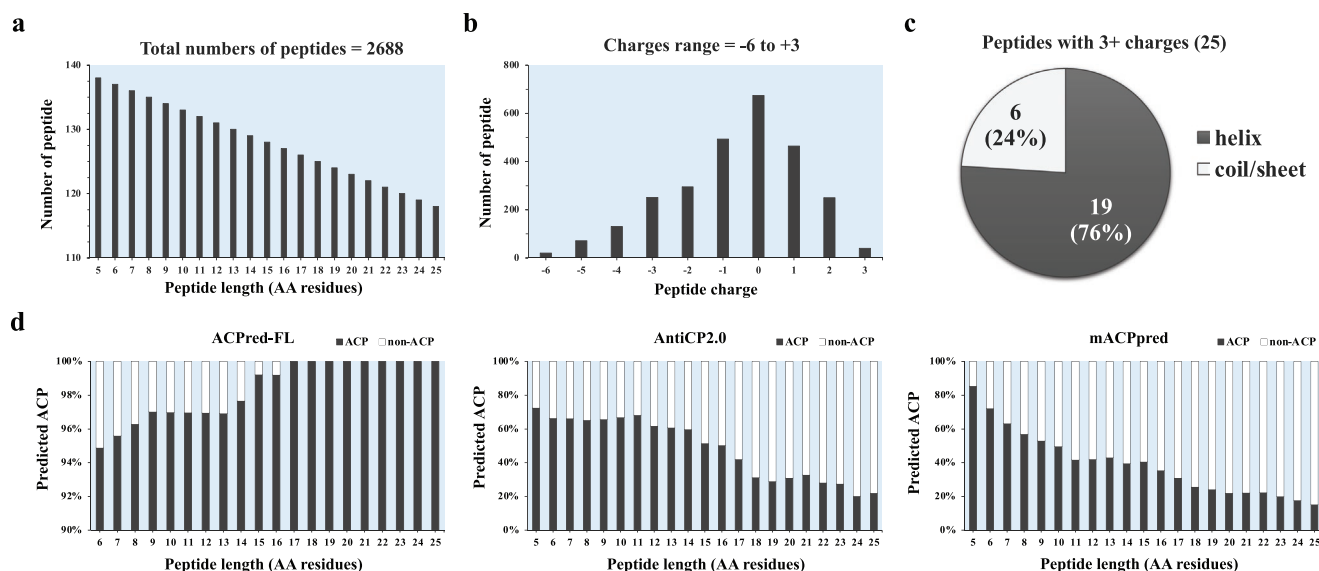 a
Total numbers of peptides = 2688
Number of peptide
140
130
120
110
5 6 7 8 9 10 11 12 13 14 15 16 17 18 19 20 21 22 23 24 25
Peptide length (AA residues)
b
Charges range = -6 to +3
Number of peptide
800
600
400
200
0
-6 -5 -4 -3 -2 -1 0 1 2 3
Peptide charge
c
Peptides with 3+ charges (25)
6
(24%)
19
(76%)
helix
coil/sheet
d
ACPred-FL
ACP non-ACP
Predicted ACP
100%
98%
96%
94%
92%
90%
6 7 8 9 10 11 12 13 14 15 16 17 18 19 20 21 22 23 24 25
Peptide length (AA residues)
AntiCP2.0
ACP non-ACP
Predicted ACP
100%
80%
60%
40%
20%
0%
5 6 7 8 9 10 11 12 13 14 15 16 17 18 19 20 21 22 23 24 25
Peptide length (AA residues)
mACPpred
ACP non-ACP
Predicted ACP
100%
80%
60%
40%
20%
0%
5 6 7 8 9 10 11 12 13 14 15 16 17 18 19 20 21 22 23 24 25
Peptide length (AA residues)